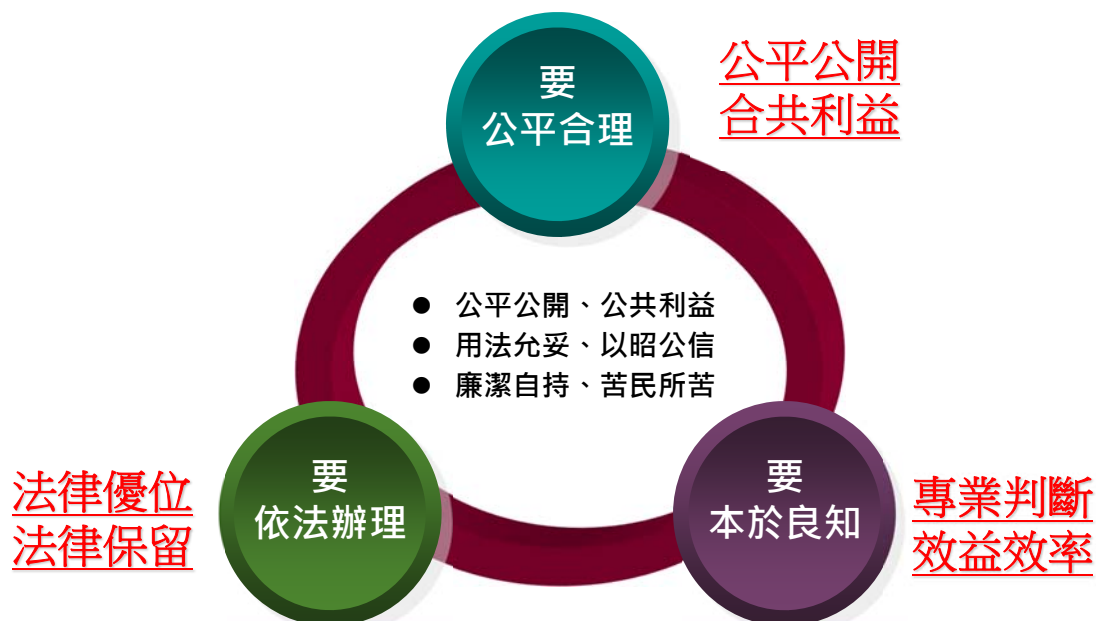 要
公平合理
公平公開
合共利益
● 公平公開、公共利益
● 用法允妥、以昭公信
● 廉潔自持、苦民所苦
法律優位
法律保留
要
依法辦理
要
本於良知
專業判斷
效益效率